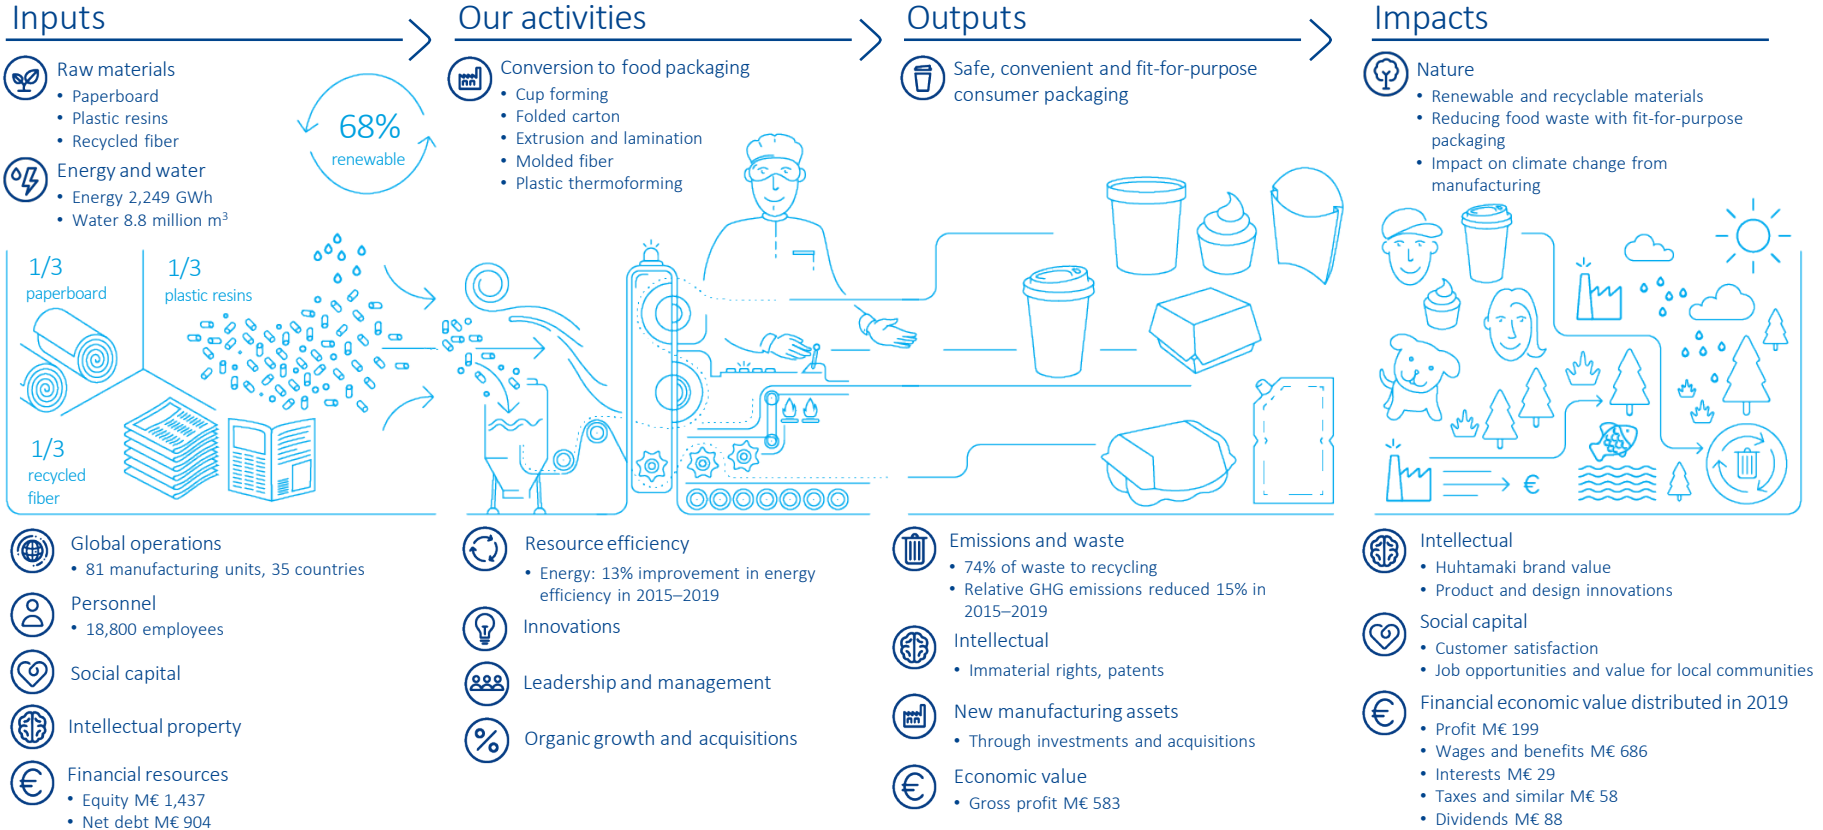 Inputs
Raw materials
• Paperboard
• Plastic resins
• Recycled fiber
68%
renewable
Energy and water
• Energy 2,249 GWh
• Water 8.8 million m³
1/3
paperboard
1/3
plastic resins
1/3
recycled
fiber
Global operations
• 81 manufacturing units, 35 countries
Personnel
• 18,800 employees
Social capital
Intellectual property
Financial resources
• Equity M€ 1,437
• Net debt M€ 904
Our activities
Conversion to food packaging
• Cup forming
• Folded carton
• Extrusion and lamination
• Molded fiber
• Plastic thermoforming
Resource efficiency
• Energy: 13% improvement in energy
efficiency in 2015–2019
Innovations
Leadership and management
Organic growth and acquisitions
Outputs
Safe, convenient and fit-for-purpose
consumer packaging
Emissions and waste
• 74% of waste to recycling
• Relative GHG emissions reduced 15% in
2015–2019
Intellectual
• Immaterial rights, patents
New manufacturing assets
• Through investments and acquisitions
Economic value
• Gross profit M€ 583
Impacts
Nature
• Renewable and recyclable materials
• Reducing food waste with fit-for-purpose
packaging
• Impact on climate change from
manufacturing
€
Intellectual
• Huhtamaki brand value
• Product and design innovations
Social capital
• Customer satisfaction
• Job opportunities and value for local communities
Financial economic value distributed in 2019
• Profit M€ 199
• Wages and benefits M€ 686
• Interests M€ 29
• Taxes and similar M€ 58
• Dividends M€ 88